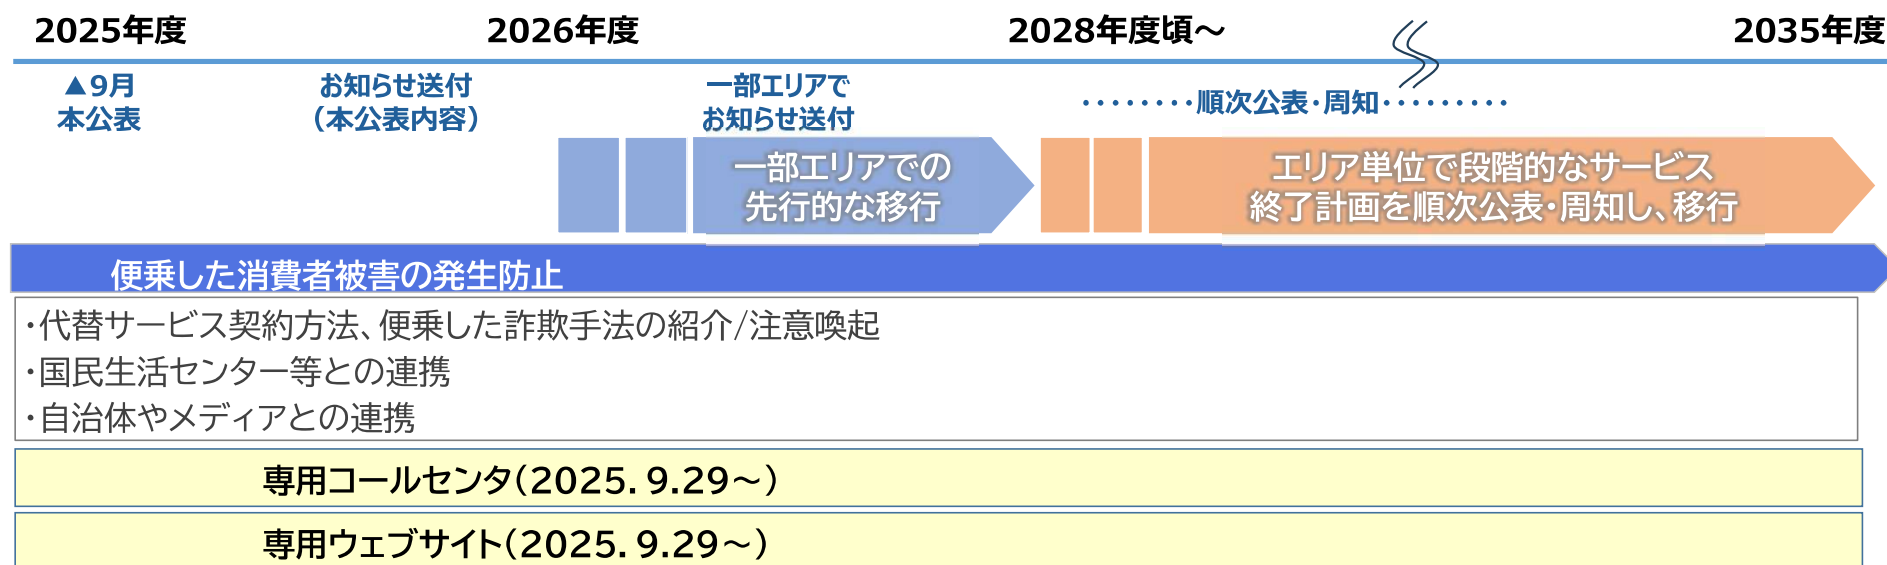 2025年度 2026年度 2028年度頃～ 2035年度
▲9月
本公表
お知らせ送付
（本公表内容）
一部エリアで
お知らせ送付
････････順次公表･周知･････････
一部エリアでの
先行的な移行
エリア単位で段階的なサービス
終了計画を順次公表･周知し、移行
便乗した消費者被害の発生防止
･代替サービス契約方法、便乗した詐欺手法の紹介/注意喚起
･国民生活センター等との連携
･自治体やメディアとの連携
専用コールセンタ（2025．9.29～）
専用ウェブサイト（2025．9.29～）